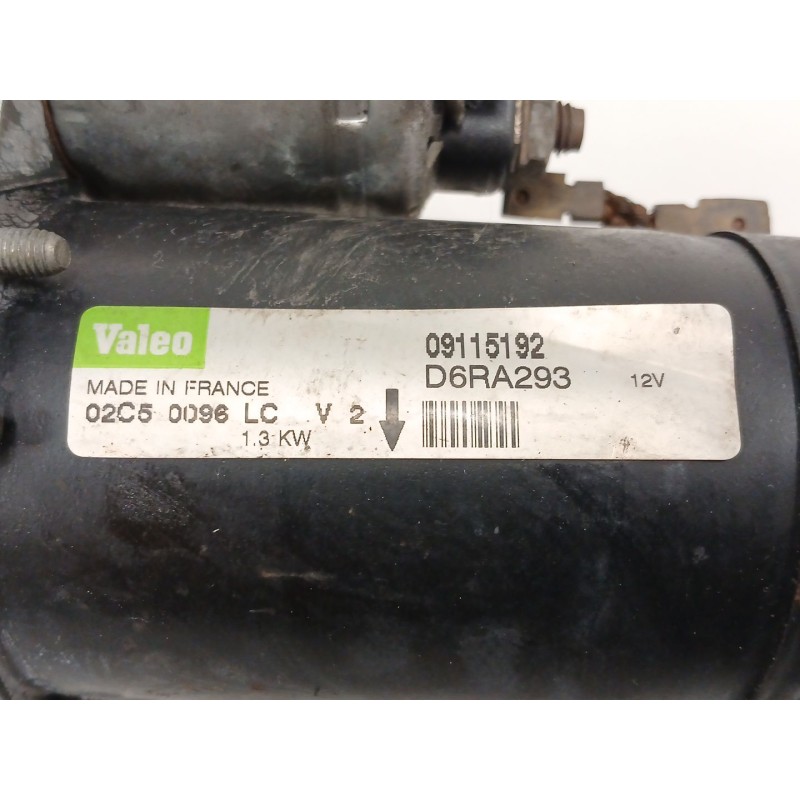 Valeo
MADE IN FRANCE
02C5 0096 LC V 2
1.3 KW
09115192
D6RA293 12V